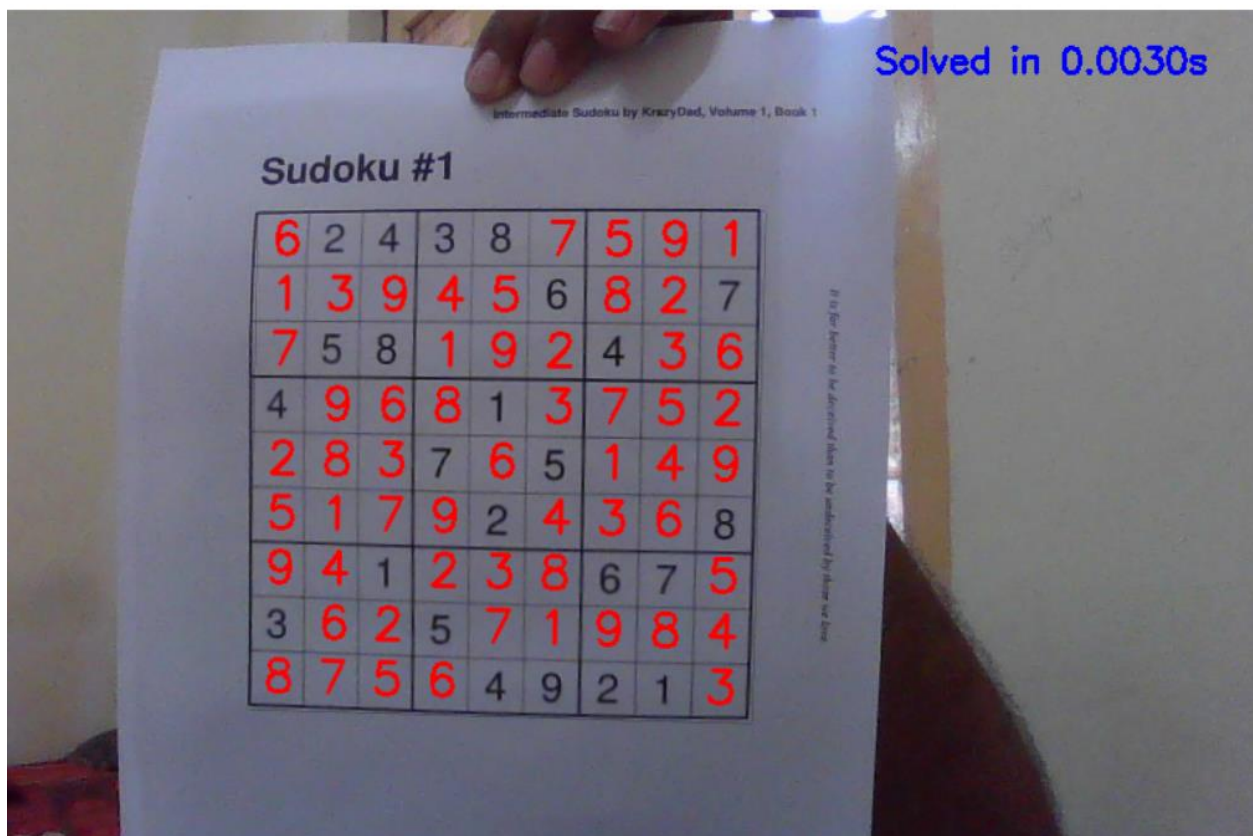 Solved in 0.0030s
Intermediate Sudoku by KrazyDad, Volume 1, Book 1
Sudoku #1
6 2 4 3 8 7 5 9 1
1 3 9 4 5 6 8 2 7
7 5 8 1 9 2 4 3 6
4 9 6 8 1 3 7 5 2
2 8 3 7 6 5 1 4 9
5 1 7 9 2 4 3 6 8
9 4 1 2 3 8 6 7 5
3 6 2 5 7 1 9 8 4
8 7 5 6 4 9 2 1 3
It is far better to be deceived than to be undeceived by those we love